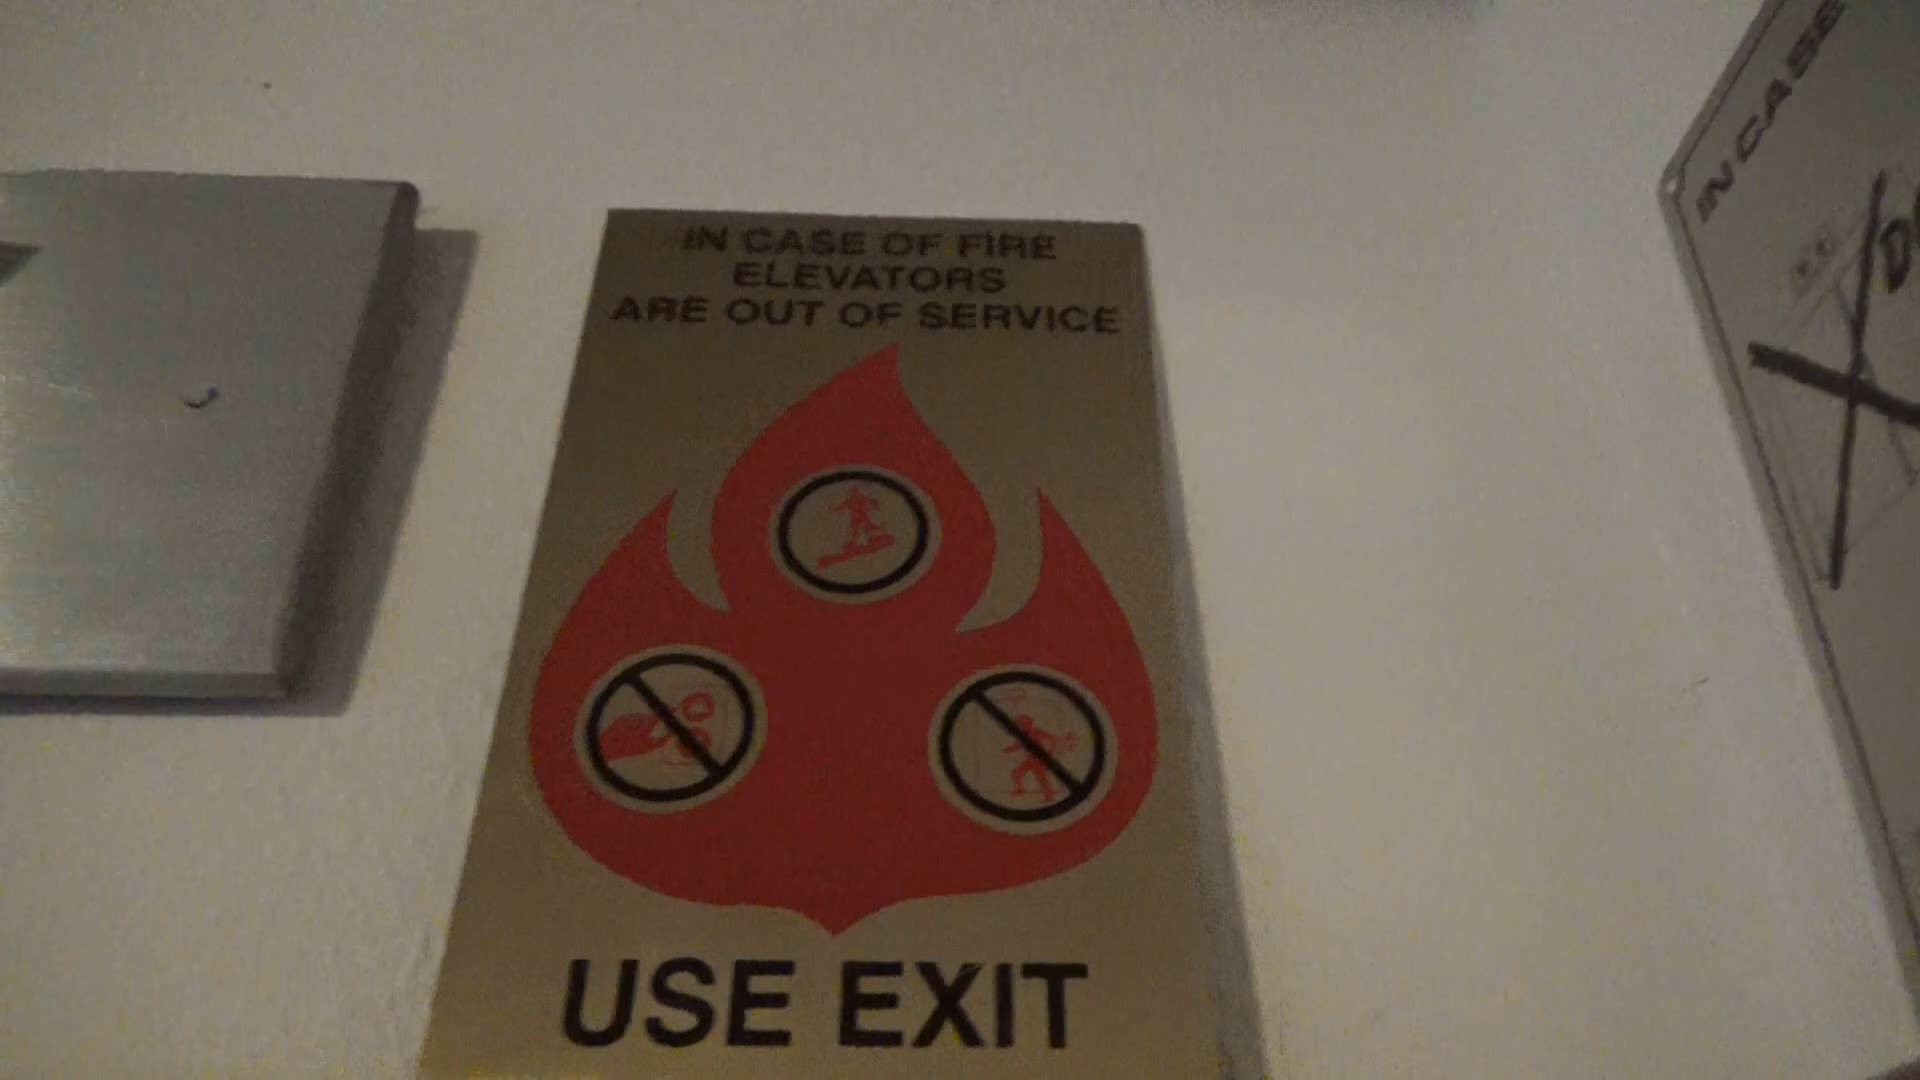 IN CASE OF FIRE
ELEVATORS
ARE OUT OF SERVICE
USE EXIT
IN CASE